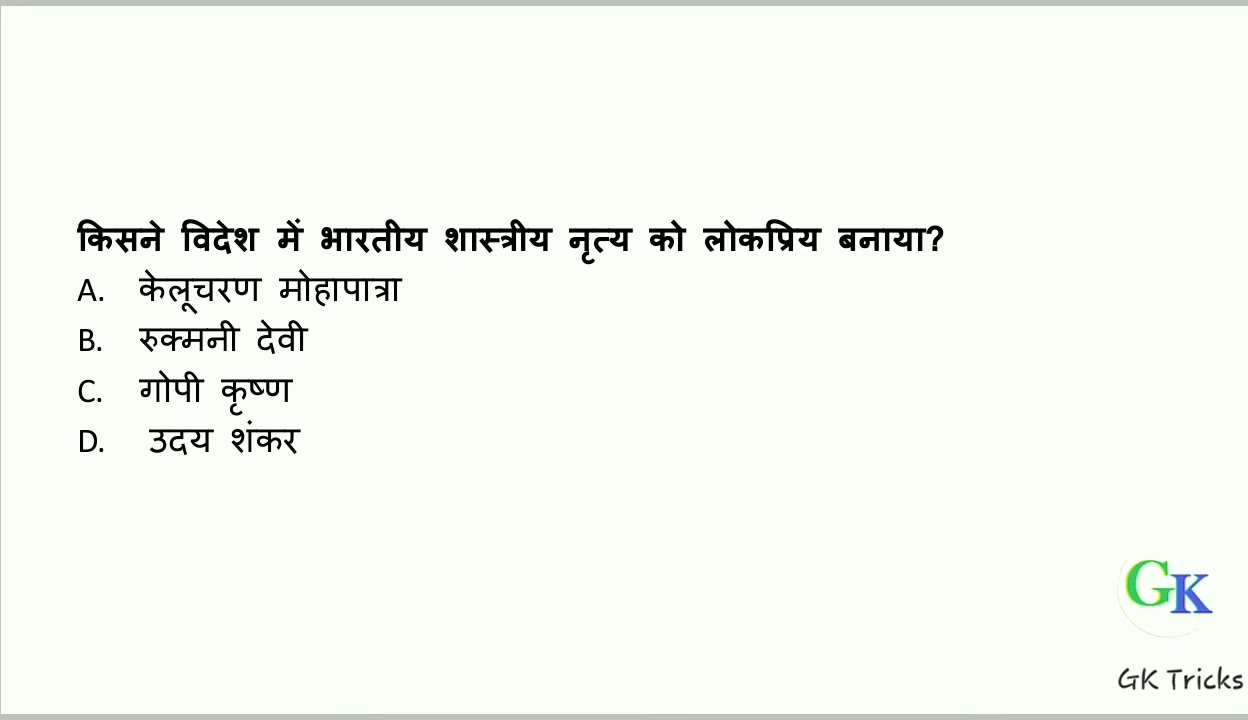 किसने विदेश में भारतीय शास्त्रीय नृत्य को लोकप्रिय बनाया?
A. केलूचरण मोहापात्रा
B. रुक्मनी देवी
C. गोपी कृष्ण
D. उदय शंकर
GK
GK Tricks